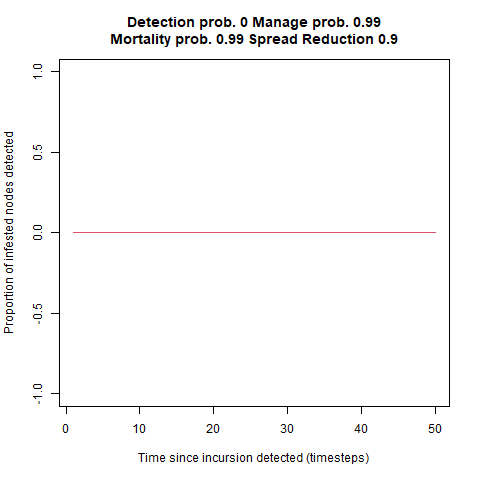 Detection prob. 0 Manage prob. 0.99
Mortality prob. 0.99 Spread Reduction 0.9
Proportion of infested nodes detected
1.0
0.5
0.0
-0.5
-1.0
0 10 20 30 40 50
Time since incursion detected (timesteps)